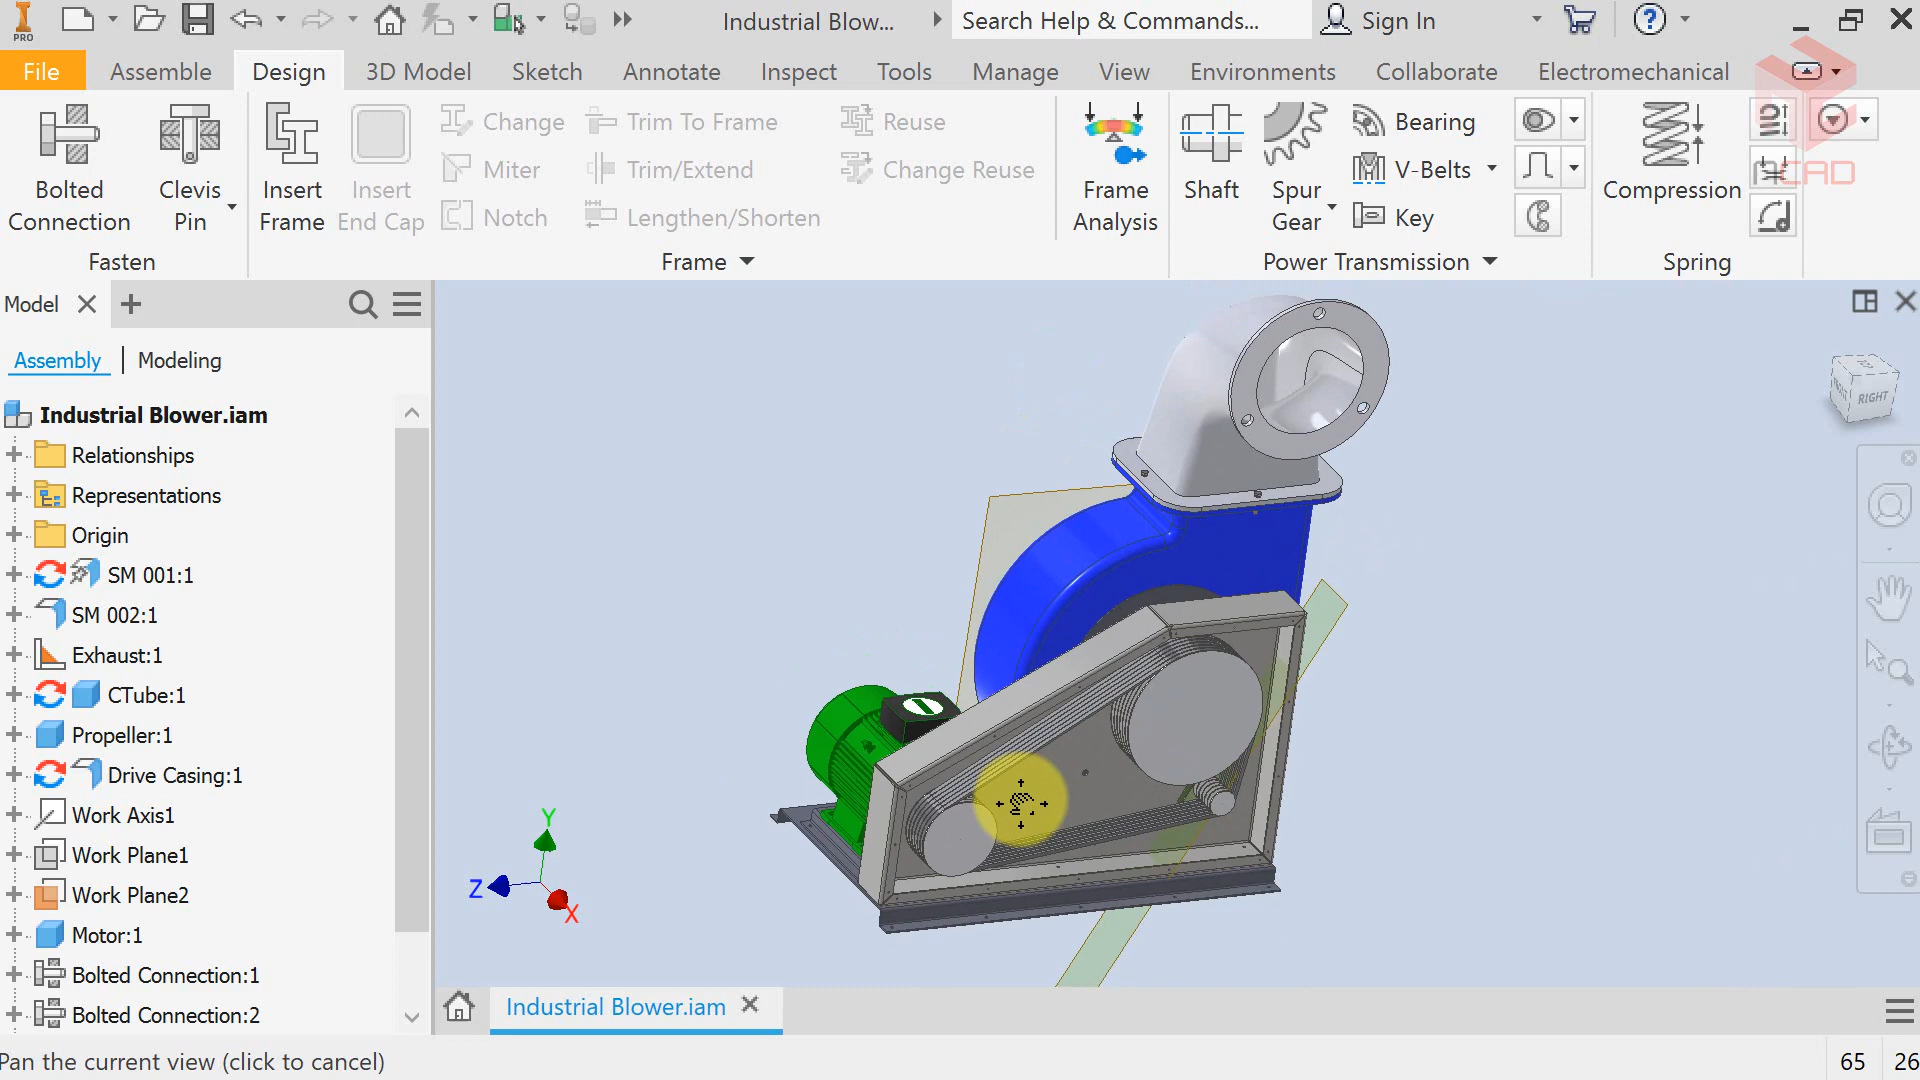 PRO
Industrial Blow...
Search Help & Commands...
Sign In
File
Assemble
Design
3D Model
Sketch
Annotate
Inspect
Tools
Manage
View
Environments
Collaborate
Electromechanical
Bolted
Connection
Clevis
Pin
Fasten
Insert
Frame
Insert
End Cap
Change
Miter
Notch
Trim To Frame
Trim/Extend
Lengthen/Shorten
Reuse
Change Reuse
Frame
Frame
Analysis
Shaft
Spur
Gear
Bearing
V-Belts
Key
Power Transmission
Compression
Spring
ACAD
Model
Assembly
Modeling
Industrial Blower.iam
Relationships
Representations
Origin
SM 001:1
SM 002:1
Exhaust:1
CTube:1
Propeller:1
Drive Casing:1
Work Axis1
Work Plane1
Work Plane2
Motor:1
Bolted Connection:1
Bolted Connection:2
RIGHT
Y
Z
X
Industrial Blower.iam
Pan the current view (click to cancel)
65
26